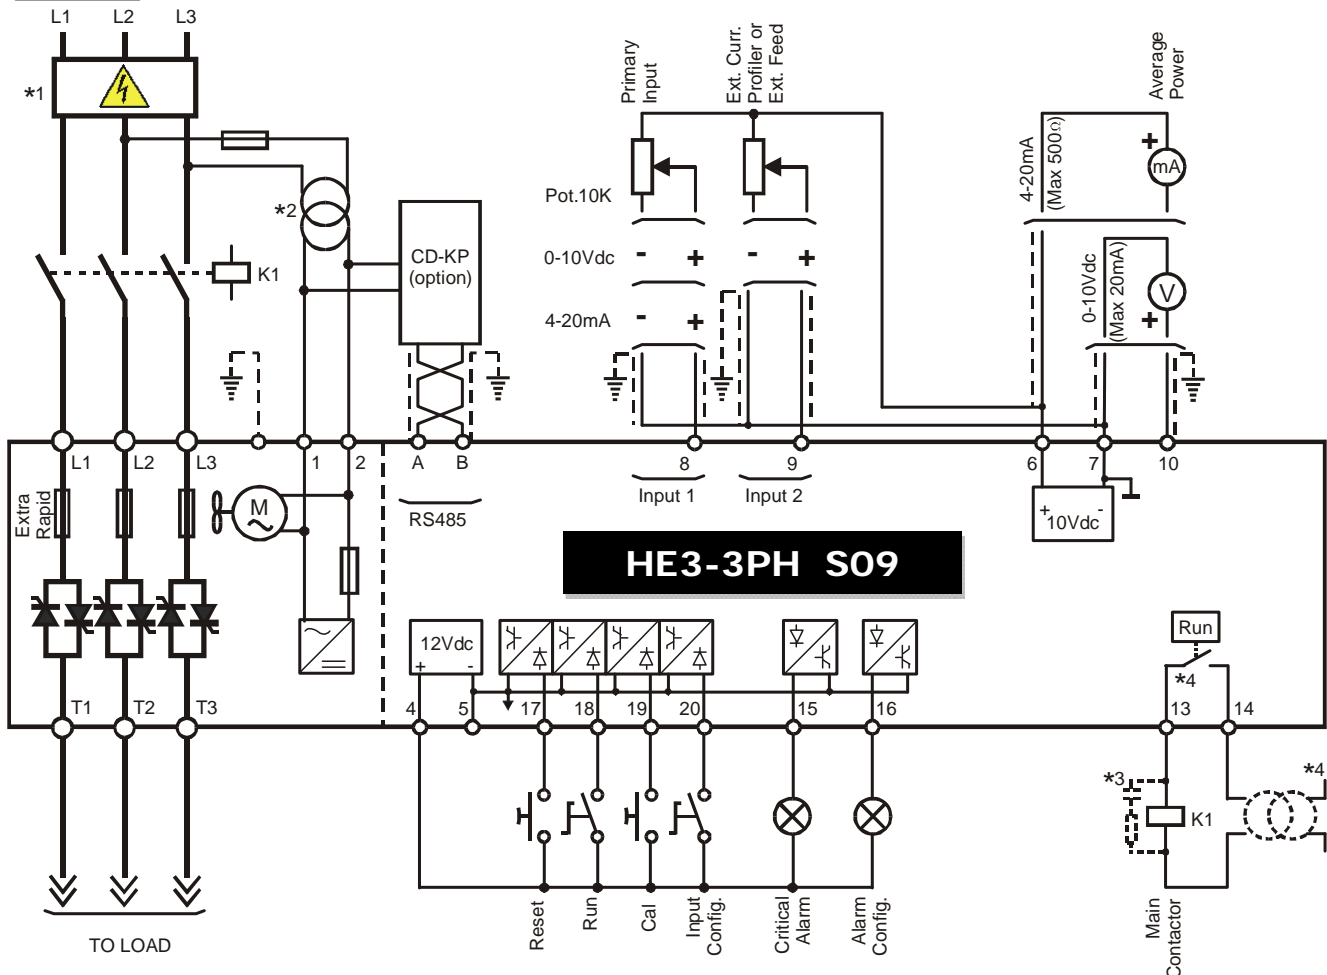 L1 L2 L3
*1
*2
K1
CD-KP
(option)
Primary
Input
Ext. Curr.
Profiler or
Ext. Feed
Average
Power
Pot.10K
0-10Vdc - + - +
4-20mA - +
4-20mA
(Max 500Ω)
+
mA
0-10Vdc
(Max 20mA)
V
+
L1 L2 L3 1 2 A B 8 9 6 7 10
RS485
Input 1
Input 2
+ -
10Vdc
Extra
Rapid
M
HE3-3PH S09
12Vdc
+ -
Run
*4
T1 T2 T3 4 5 17 18 19 20 15 16 13 14
*3
K1
*4
Reset
Run
Cal
Input
Config.
Critical
Alarm
Alarm
Config.
Main
Contactor
TO LOAD